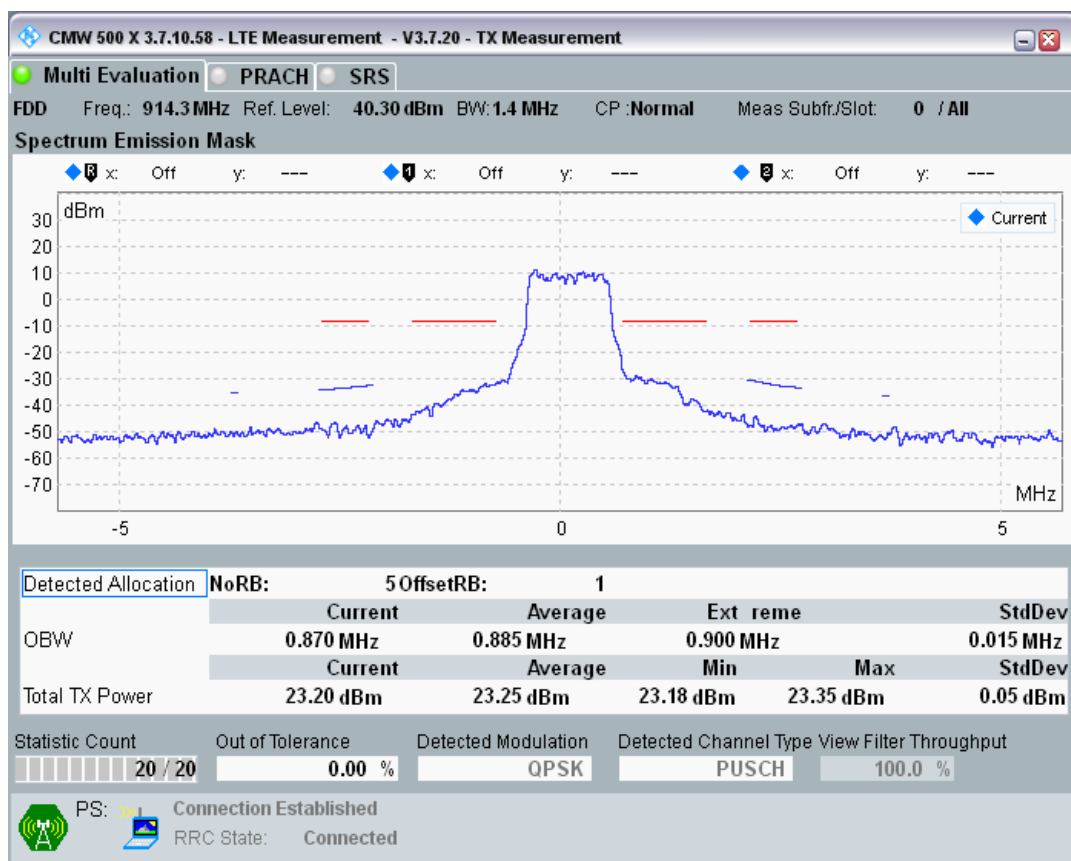 CMW 500 X 3.7.10.58 - LTE Measurement - V3.7.20 - TX Measurement
Multi Evaluation PRACH SRS
FDD Freq.: 914.3 MHz Ref. Level: 40.30 dBm BW: 1.4 MHz CP :Normal Meas Subfr./Slot: 0 / All
Spectrum Emission Mask
R x: Off y: --- 1 x: Off y: --- 2 x: Off y: ---
dBm
Current
30
20
10
0
-10
-20
-30
-40
-50
-60
-70
MHz
-5 0 5
Detected Allocation NoRB: 5 OffsetRB: 1
Current Average Ext reme StdDev
OBW 0.870 MHz 0.885 MHz 0.900 MHz 0.015 MHz
Current Average Min Max StdDev
Total TX Power 23.20 dBm 23.25 dBm 23.18 dBm 23.35 dBm 0.05 dBm
Statistic Count Out of Tolerance Detected Modulation Detected Channel Type View Filter Throughput
20 / 20 0.00 % QPSK PUSCH 100.0 %
PS: Connection Established
RRC State: Connected